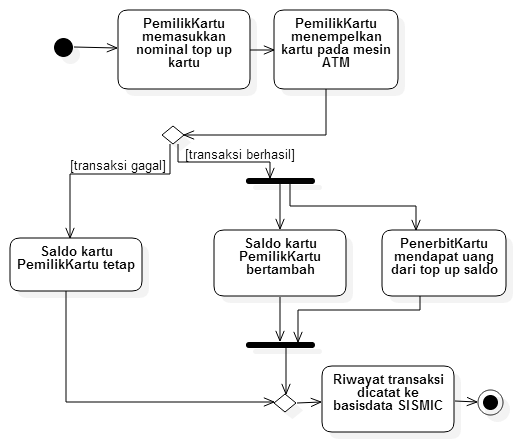 PemilikKartu
memasukkan
nominal top up
kartu
PemilikKartu
menempelkan
kartu pada mesin
ATM
[transaksi gagal]
[transaksi berhasil]
Saldo kartu
PemilikKartu tetap
Saldo kartu
PemilikKartu
bertambah
PenerbitKartu
mendapat uang
dari top up saldo
Riwayat transaksi
dicatat ke
basisdata SISMIC